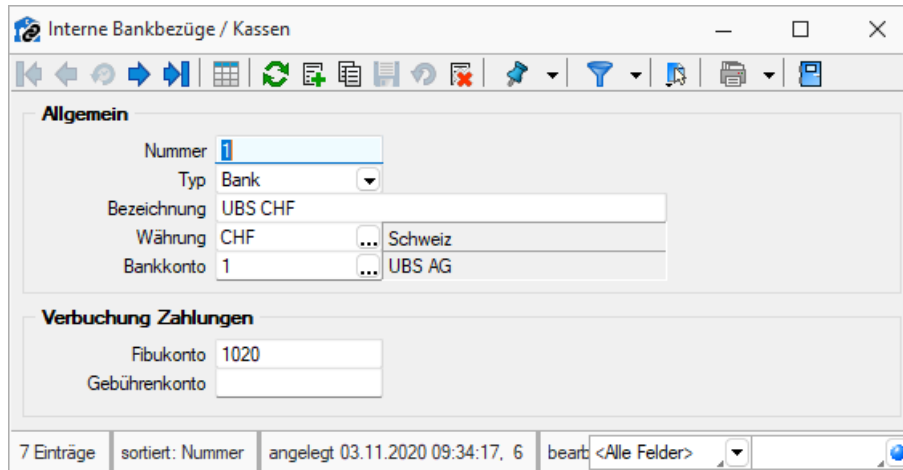 Interne Bankbezüge / Kassen
Allgemein
Nummer 1
Typ Bank
Bezeichnung UBS CHF
Währung CHF ... Schweiz
Bankkonto 1 ... UBS AG
Verbuchung Zahlungen
Fibukonto 1020
Gebührenkonto
7 Einträge sortiert: Nummer angelegt 03.11.2020 09:34:17, 6 bearb <Alle Felder>